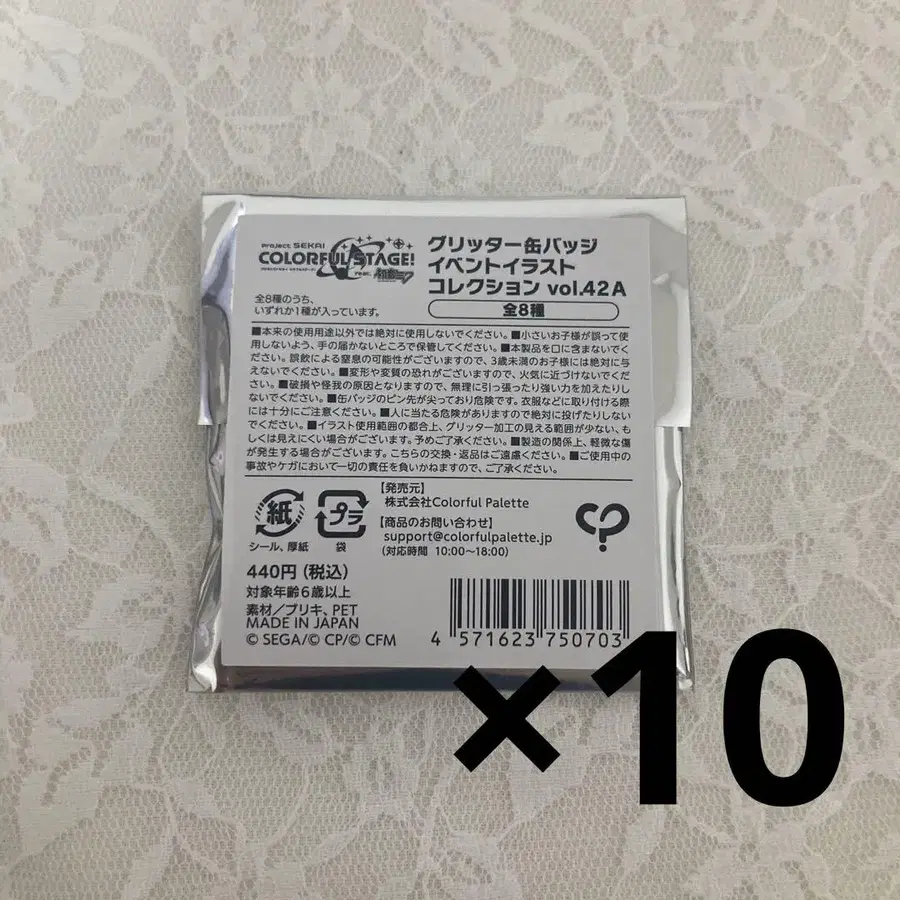 Project SEKAI
COLORFUL STAGE!
feat. 初音ミク
グリッター缶バッジ
イベントイラスト
コレクション vol.42A
全8種
全8種のうち、
いずれか1種が入っています。
■本来の使用用途以外では絶対に使用しないでください。■小さいお子様が誤って使
用しないよう、手の届かないところで保管してください。■本製品を口に含まないでく
ださい。誤飲による窒息の可能性がございますので、3歳未満のお子様には絶対に与
えないでください。■変形や変質の恐れがございますので、火気に近づけないでくだ
さい。■破損や怪我の原因となりますので、無理に引っ張ったり強い力を加えたりし
ないでください。■缶バッジのピン先が尖っており危険です。衣服などに取り付ける際
には十分にご注意ください。■人に当たる危険がありますので絶対に投げたりしない
でください。■イラスト使用範囲の都合上、グリッター加工の見える範囲が少ない、も
しくは見えにくい場合がございます。予めご了承ください。■製造の関係上、軽微な傷
が発生する場合がございます。こちらの交換・返品はご遠慮ください。■ご使用中の
事故やケガにおいて一切の責任を負いかねますので、ご了承ください。
紙
シール、厚紙
プラ
袋
【発売元】
株式会社Colorful Palette
【商品のお問い合わせ】
support@colorfulpalette.jp
(対応時間 10:00~18:00)
440円(税込)
対象年齢6歳以上
素材/ブリキ、PET
MADE IN JAPAN
© SEGA/© CP/© CFM
4 571623 750703
×10